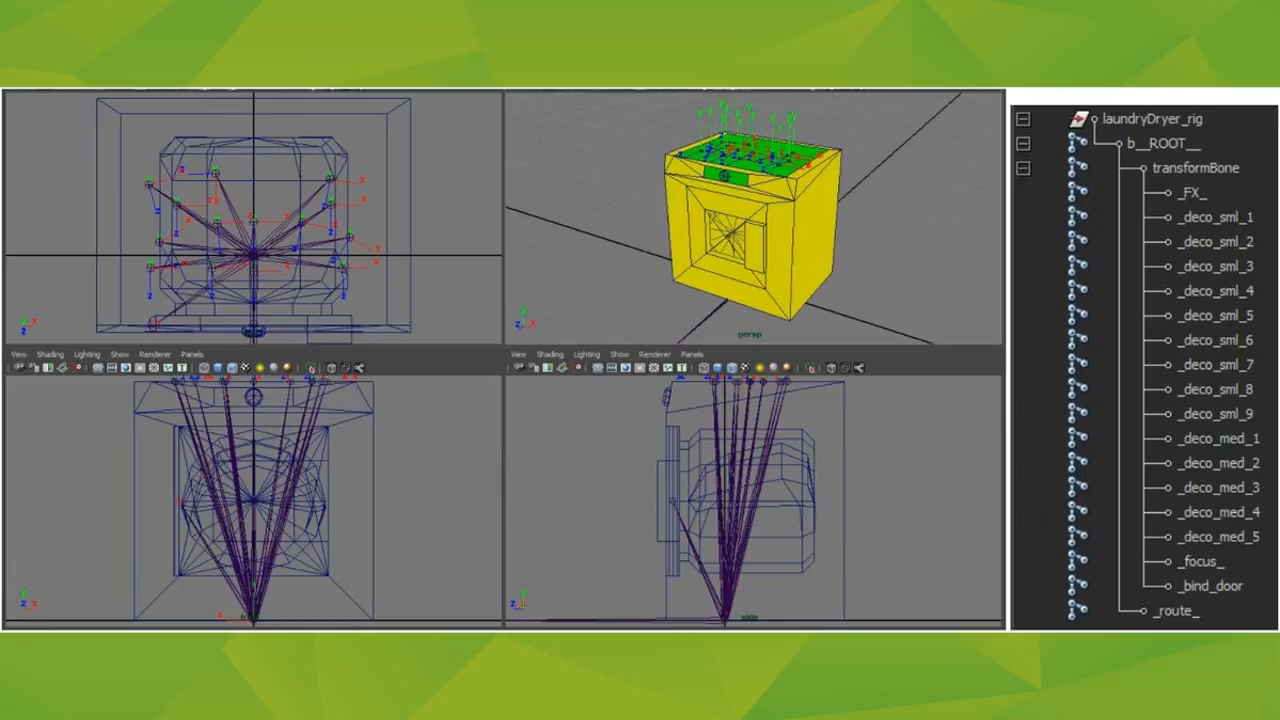 persp
View Shading Lighting Show Renderer Panels
View Shading Lighting Show Renderer Panels
side
laundryDryer_rig
b__ROOT__
transformBone
_FX_
_deco_sml_1
_deco_sml_2
_deco_sml_3
_deco_sml_4
_deco_sml_5
_deco_sml_6
_deco_sml_7
_deco_sml_8
_deco_sml_9
_deco_med_1
_deco_med_2
_deco_med_3
_deco_med_4
_deco_med_5
_focus_
_bind_door
_route_